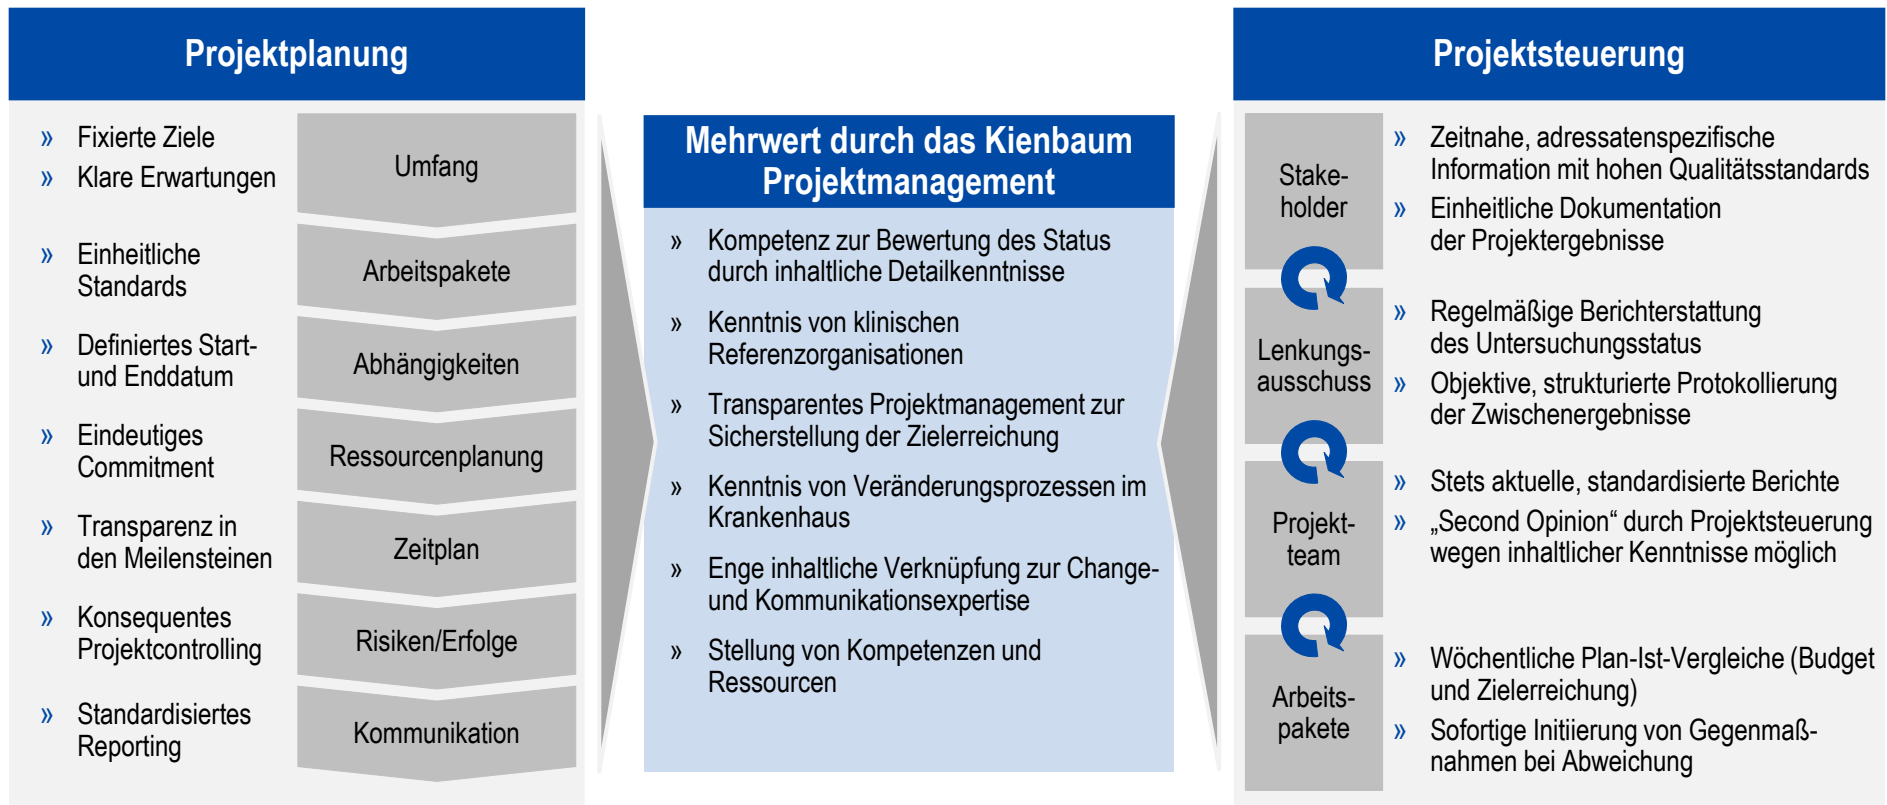 Projektplanung
» Fixierte Ziele
» Klare Erwartungen
Umfang
» Einheitliche
Standards
Arbeitspakete
» Definiertes Start-
und Enddatum
Abhängigkeiten
» Eindeutiges
Commitment
Ressourcenplanung
» Transparenz in
den Meilensteinen
Zeitplan
» Konsequentes
Projektcontrolling
Risiken/Erfolge
» Standardisiertes
Reporting
Kommunikation
Mehrwert durch das Kienbaum
Projektmanagement
» Kompetenz zur Bewertung des Status
durch inhaltliche Detailkenntnisse
» Kenntnis von klinischen
Referenzorganisationen
» Transparentes Projektmanagement zur
Sicherstellung der Zielerreichung
» Kenntnis von Veränderungsprozessen im
Krankenhaus
» Enge inhaltliche Verknüpfung zur Change-
und Kommunikationsexpertise
» Stellung von Kompetenzen und
Ressourcen
Projektsteuerung
Stake-
holder
» Zeitnahe, adressatenspezifische
Information mit hohen Qualitätsstandards
» Einheitliche Dokumentation
der Projektergebnisse
Lenkungs-
ausschuss
» Regelmäßige Berichterstattung
des Untersuchungsstatus
» Objektive, strukturierte Protokollierung
der Zwischenergebnisse
Projekt-
team
» Stets aktuelle, standardisierte Berichte
» „Second Opinion“ durch Projektsteuerung
wegen inhaltlicher Kenntnisse möglich
Arbeits-
pakete
» Wöchentliche Plan-Ist-Vergleiche (Budget
und Zielerreichung)
» Sofortige Initiierung von Gegenmaß-
nahmen bei Abweichung